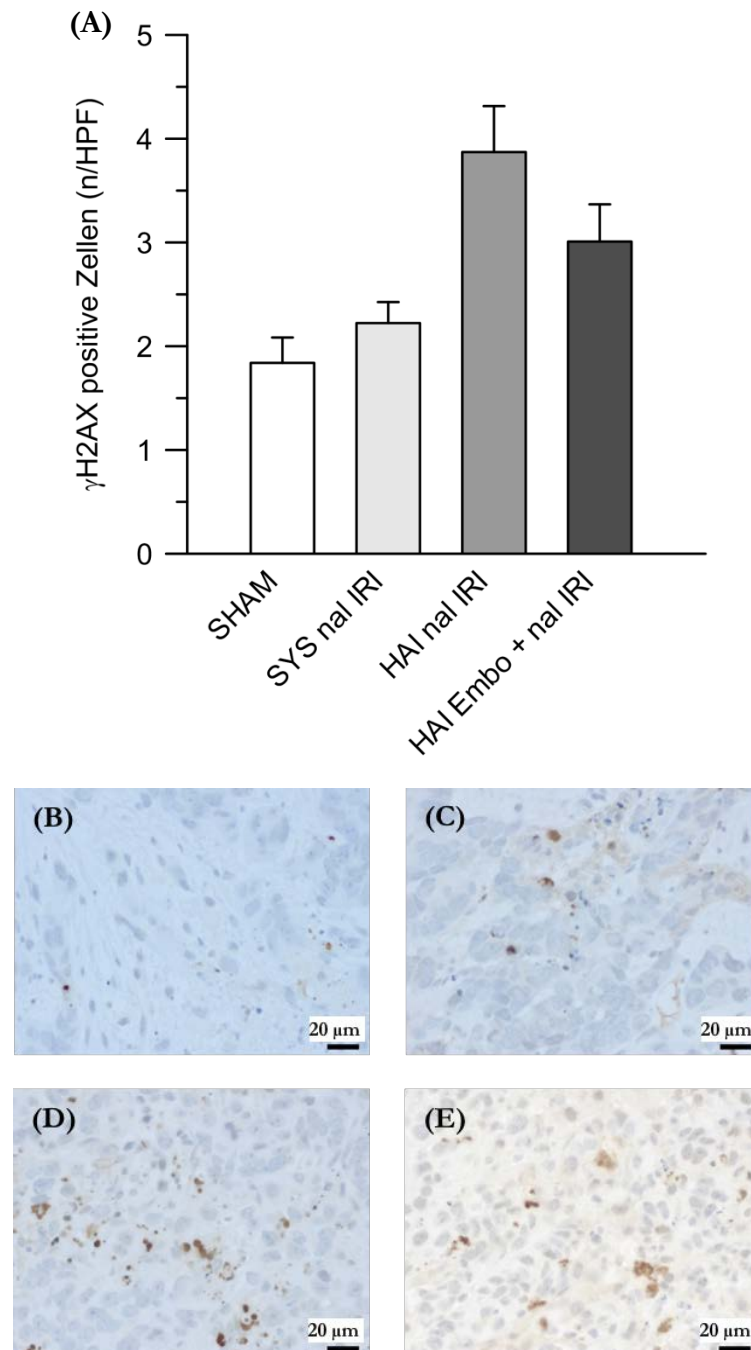 (A)
5
4
3
2
1
0
γH2AX positive Zellen (n/HPF)
SHAM
SYS nal IRI
HAI nal IRI
HAI Embo + nal IRI
(B)
20 µm
(C)
20 µm
(D)
20 µm
(E)
20 µm